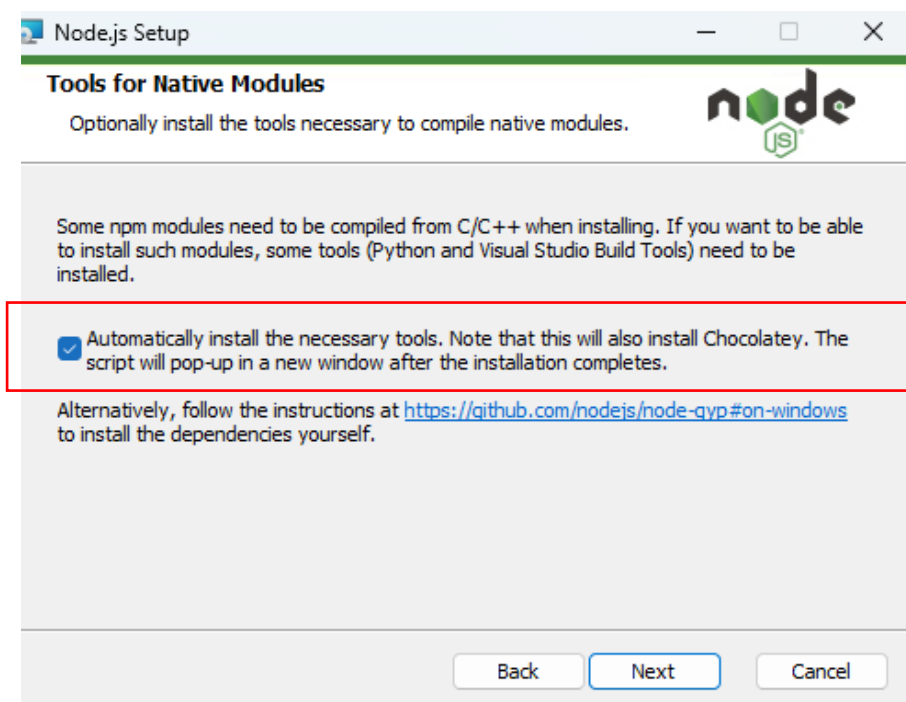 Node.js Setup
Tools for Native Modules
Optionally install the tools necessary to compile native modules.
node
JS
Some npm modules need to be compiled from C/C++ when installing. If you want to be able
to install such modules, some tools (Python and Visual Studio Build Tools) need to be
installed.
Automatically install the necessary tools. Note that this will also install Chocolatey. The
script will pop-up in a new window after the installation completes.
Alternatively, follow the instructions at https://github.com/nodejs/node-gyp#on-windows
to install the dependencies yourself.
Back Next Cancel